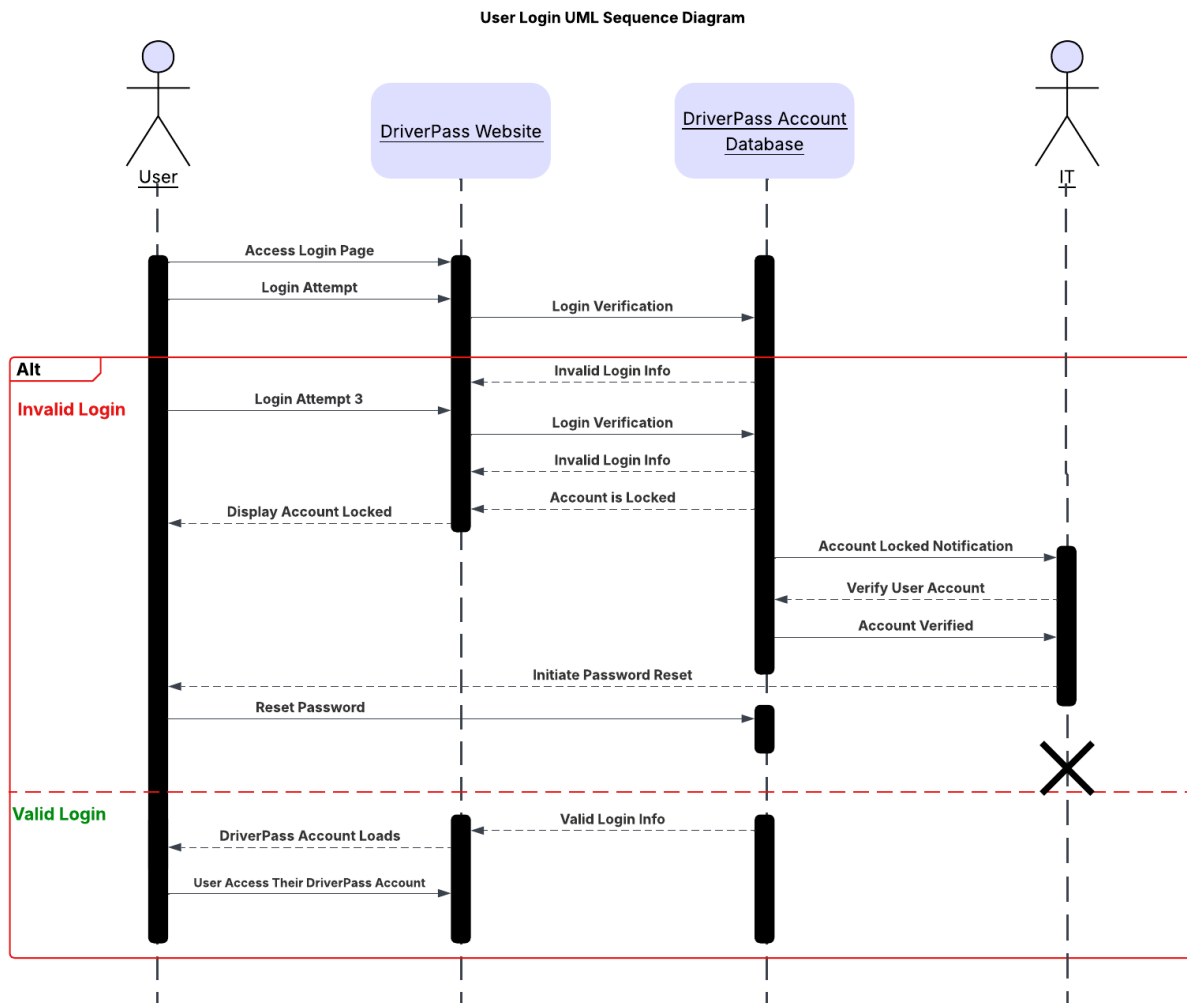 User Login UML Sequence Diagram
DriverPass Website
DriverPass Account
Database
User
IT
Access Login Page
Login Attempt
Login Verification
Alt
Invalid Login Info
Invalid Login
Login Attempt 3
Login Verification
Invalid Login Info
Account is Locked
Display Account Locked
Account Locked Notification
Verify User Account
Account Verified
Initiate Password Reset
Reset Password
Valid Login
Valid Login Info
DriverPass Account Loads
User Access Their DriverPass Account